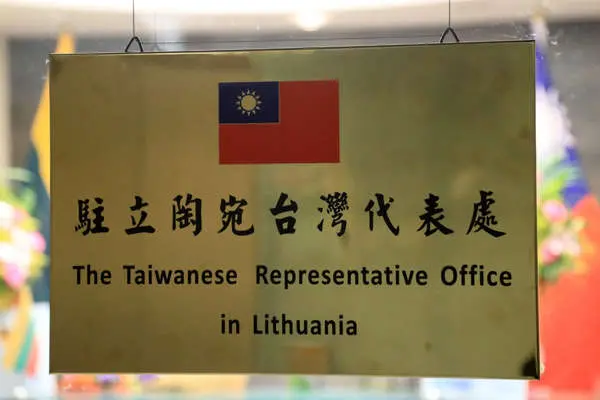 駐立陶宛台灣代表處
The Taiwanese Representative Office
in Lithuania